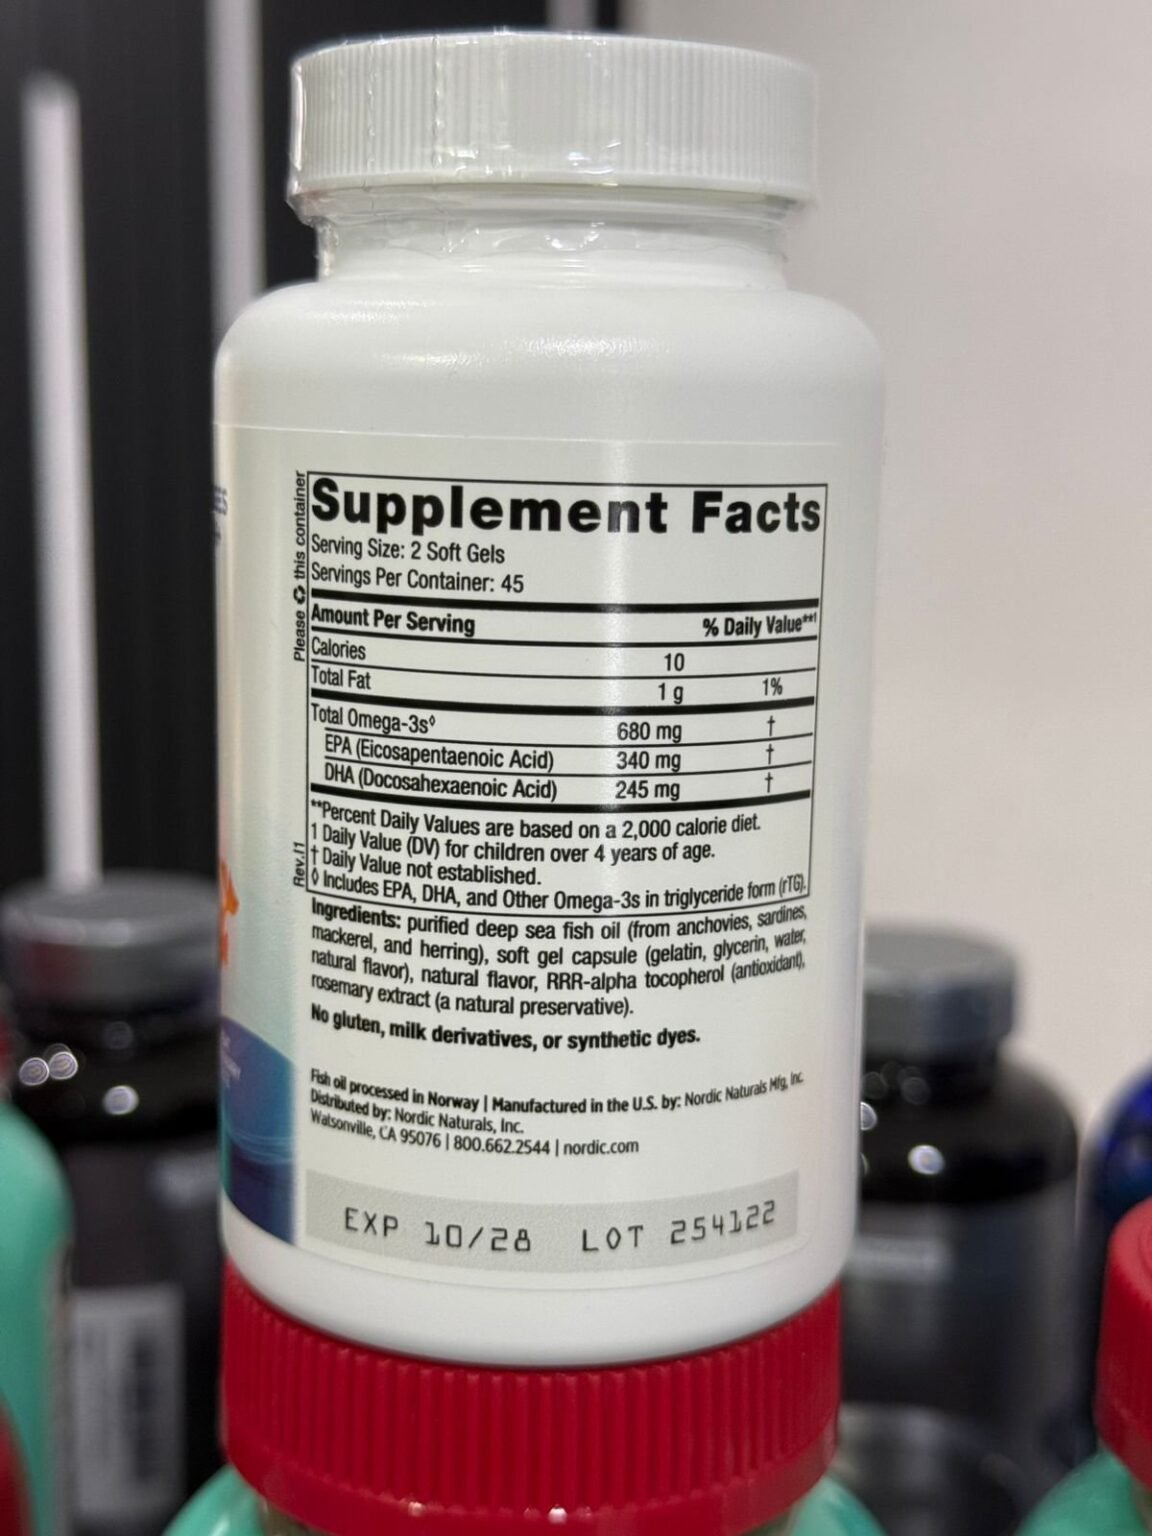 Supplement Facts
Serving Size: 2 Soft Gels
Servings Per Container: 45
Amount Per Serving % Daily Value**¹
Calories 10
Total Fat 1 g 1%
Total Omega-3s◊ 680 mg †
EPA (Eicosapentaenoic Acid) 340 mg †
DHA (Docosahexaenoic Acid) 245 mg †
**Percent Daily Values are based on a 2,000 calorie diet.
1 Daily Value (DV) for children over 4 years of age.
† Daily Value not established.
◊ Includes EPA, DHA, and Other Omega-3s in triglyceride form (rTG).
Ingredients: purified deep sea fish oil (from anchovies, sardines,
mackerel, and herring), soft gel capsule (gelatin, glycerin, water,
natural flavor), natural flavor, RRR-alpha tocopherol (antioxidant),
rosemary extract (a natural preservative).
No gluten, milk derivatives, or synthetic dyes.
Fish oil processed in Norway | Manufactured in the U.S. by: Nordic Naturals Mfg, Inc.
Distributed by: Nordic Naturals, Inc.
Watsonville, CA 95076 | 800.662.2544 | nordic.com
EXP 10/28 LOT 254122
Please ♻ this container
Rev.I1